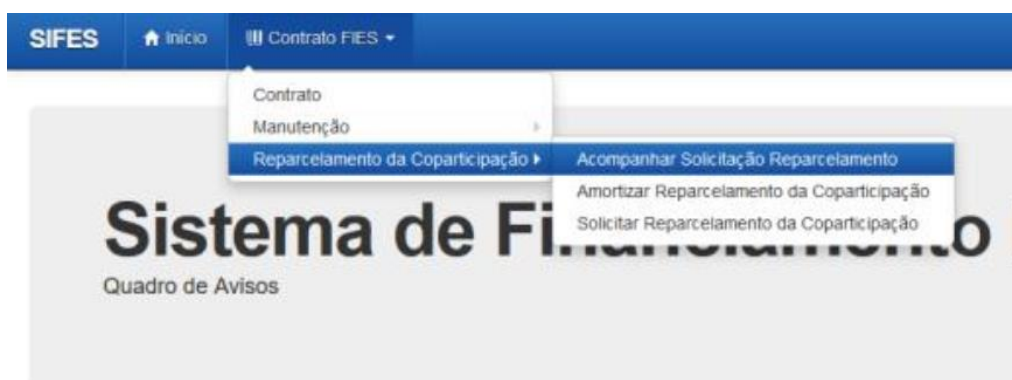 SIFES Início Contrato FIES
Contrato
Manutenção
Reparcelamento da Coparticipação Acompanhar Solicitação Reparcelamento
Amortizar Reparcelamento da Coparticipação
Solicitar Reparcelamento da Coparticipação
Sistema de
Quadro de Avisos